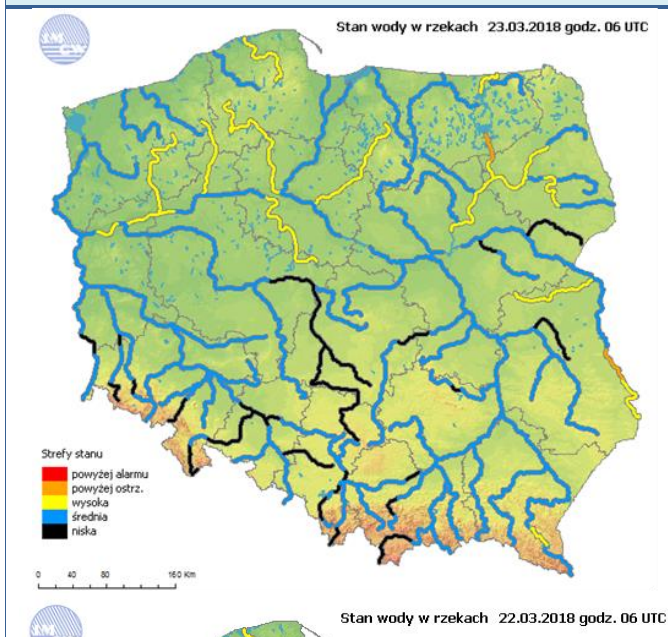 Stan wody w rzekach 23.03.2018 godz. 06 UTC
Strefy stanu
powyżej alarmu
powyżej ostrz.
wysoka
średnia
niska
0 40 80 160 Km
Stan wody w rzekach 22.03.2018 godz. 06 UTC